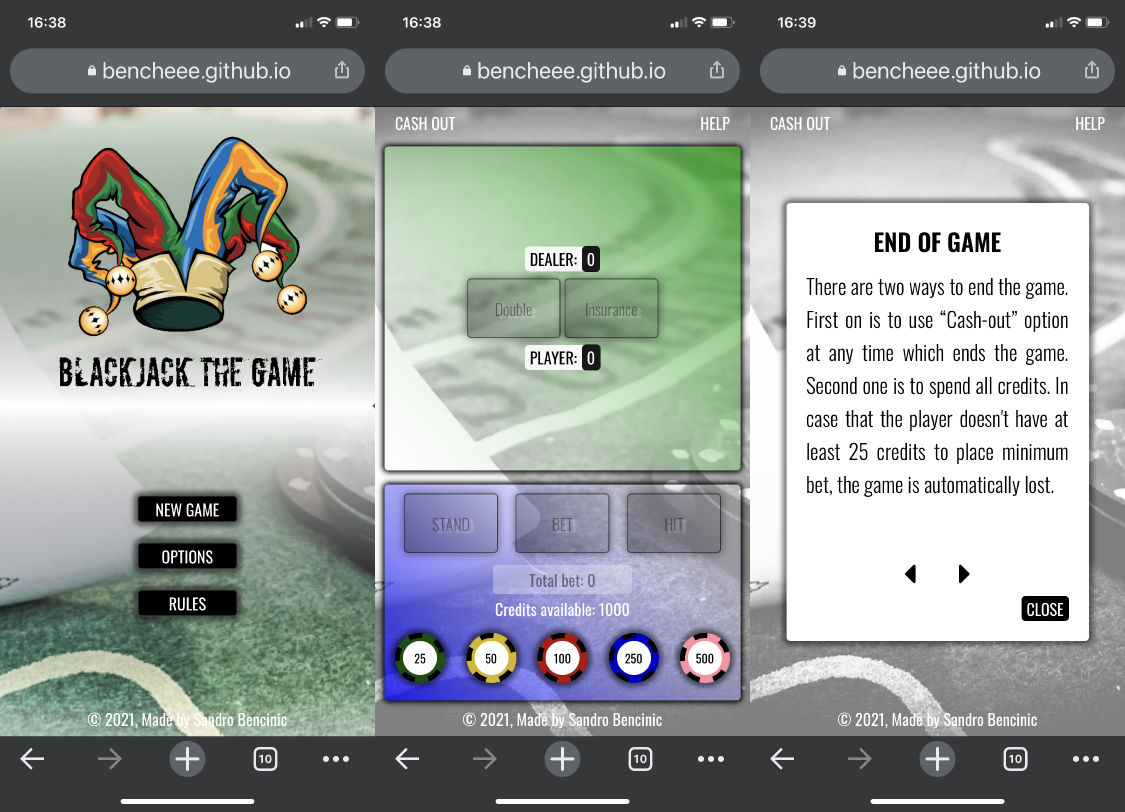 16:38
bencheee.github.io
BLACKJACK THE GAME
NEW GAME
OPTIONS
RULES
© 2021, Made by Sandro Bencinic
10
16:38
bencheee.github.io
CASH OUT HELP
DEALER: 0
Double Insurance
PLAYER: 0
STAND BET HIT
Total bet: 0
Credits available: 1000
25 50 100 250 500
© 2021, Made by Sandro Bencinic
10
16:39
bencheee.github.io
CASH OUT HELP
END OF GAME
There are two ways to end the game.
First on is to use “Cash-out” option
at any time which ends the game.
Second one is to spend all credits. In
case that the player doesn't have at
least 25 credits to place minimum
bet, the game is automatically lost.
CLOSE
© 2021, Made by Sandro Bencinic
10